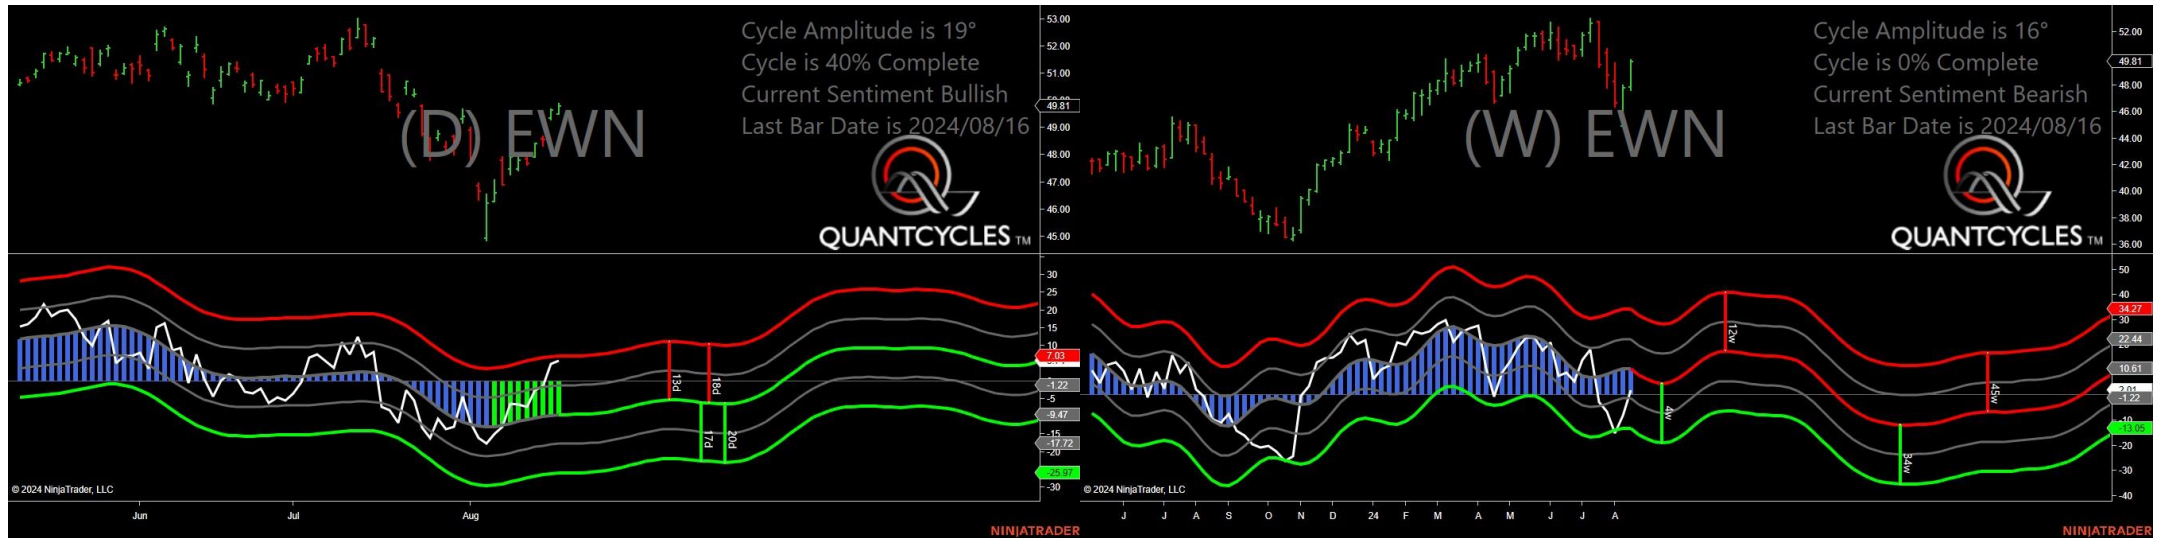 Cycle Amplitude is 19°
Cycle is 40% Complete
Current Sentiment Bullish
Last Bar Date is 2024/08/16
(D) EWN
QUANTCYCLES TM
53.00
52.00
51.00
49.81
49.00
48.00
47.00
46.00
45.00
30
25
20
15
10
7.03
-1.22
-5
-9.47
-15
-17.72
-20
-25.97
-30
13d
18d
17d
20d
© 2024 NinjaTrader, LLC
Jun
Jul
Aug
NINJATRADER
Cycle Amplitude is 16°
Cycle is 0% Complete
Current Sentiment Bearish
Last Bar Date is 2024/08/16
(W) EWN
QUANTCYCLES TM
52.00
49.81
48.00
46.00
44.00
42.00
40.00
38.00
36.00
50
40
34.27
30
22.44
10.61
2.01
-1.22
-10
-13.05
-20
-30
-40
12w
4w
45w
34w
© 2024 NinjaTrader, LLC
J J A S O N D 24 F M A M J J A
NINJATRADER